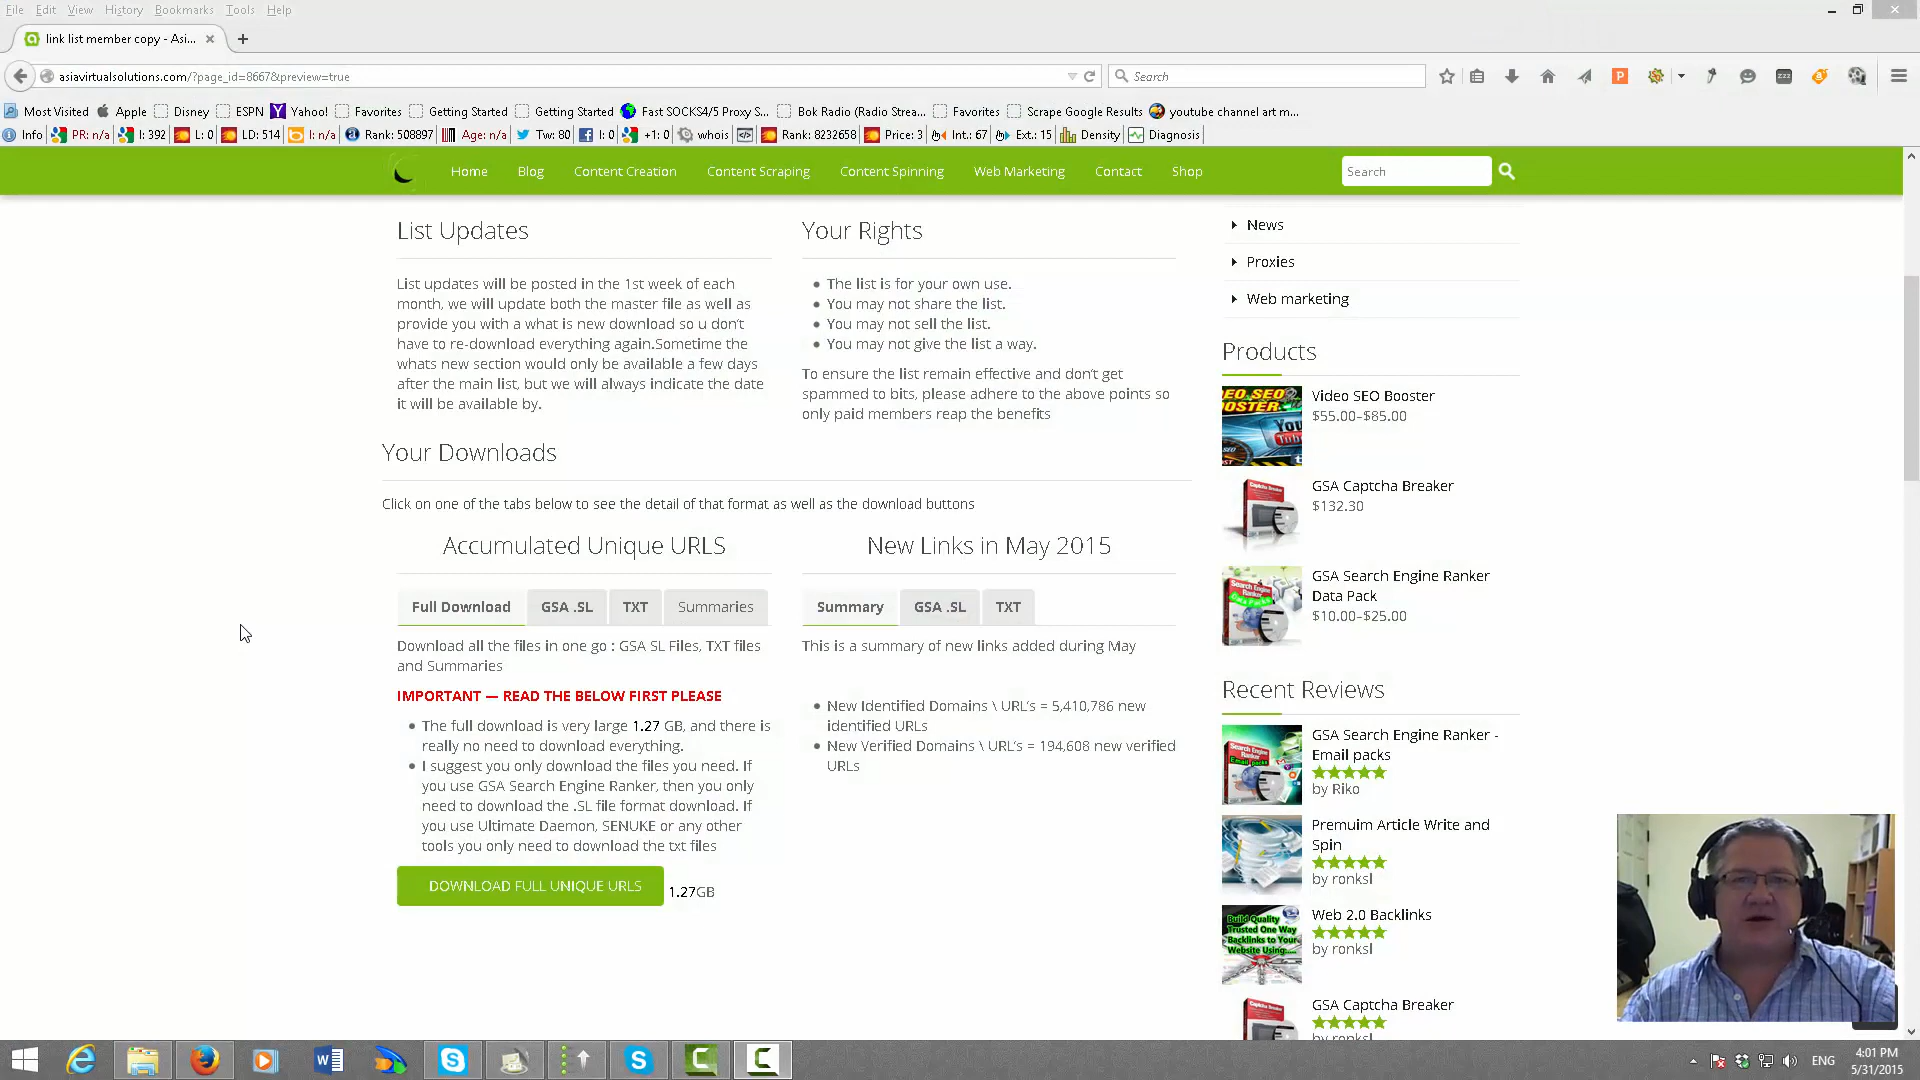 File Edit View History Bookmarks Tools Help
link list member copy - Asi...
asiavirtualsolutions.com/?page_id=8667&preview=true
Search
Most Visited Apple Disney ESPN Yahoo! Favorites Getting Started Getting Started Fast SOCKS4/5 Proxy S... Bok Radio (Radio Strea... Favorites Scrape Google Results youtube channel art m...
Info PR: n/a I: 392 L: 0 LD: 514 I: n/a Rank: 508897 Age: n/a Tw: 80 I: 0 +1: 0 whois Rank: 8232658 Price: 3 Int.: 67 Ext.: 15 Density Diagnosis
Home Blog Content Creation Content Scraping Content Spinning Web Marketing Contact Shop Search
List Updates
List updates will be posted in the 1st week of each
month, we will update both the master file as well as
provide you with a what is new download so u don't
have to re-download everything again.Sometime the
whats new section would only be available a few days
after the main list, but we will always indicate the date
it will be available by.
Your Rights
The list is for your own use.
You may not share the list.
You may not sell the list.
You may not give the list a way.
To ensure the list remain effective and don't get
spammed to bits, please adhere to the above points so
only paid members reap the benefits
Your Downloads
Click on one of the tabs below to see the detail of that format as well as the download buttons
Accumulated Unique URLS
Full Download GSA .SL TXT Summaries
Download all the files in one go : GSA SL Files, TXT files
and Summaries
IMPORTANT — READ THE BELOW FIRST PLEASE
The full download is very large 1.27 GB, and there is
really no need to download everything.
I suggest you only download the files you need. If
you use GSA Search Engine Ranker, then you only
need to download the .SL file format download. If
you use Ultimate Daemon, SENUKE or any other
tools you only need to download the txt files
DOWNLOAD FULL UNIQUE URLS 1.27GB
New Links in May 2015
Summary GSA .SL TXT
This is a summary of new links added during May
New Identified Domains \ URL's = 5,410,786 new
identified URLs
New Verified Domains \ URL's = 194,608 new verified
URLs
News
Proxies
Web marketing
Products
Video SEO Booster
$55.00–$85.00
GSA Captcha Breaker
$132.30
GSA Search Engine Ranker
Data Pack
$10.00–$25.00
Recent Reviews
GSA Search Engine Ranker -
Email packs
by Riko
Premuim Article Write and
Spin
by ronksl
Web 2.0 Backlinks
by ronksl
GSA Captcha Breaker
by ronksl
ENG
4:01 PM
5/31/2015